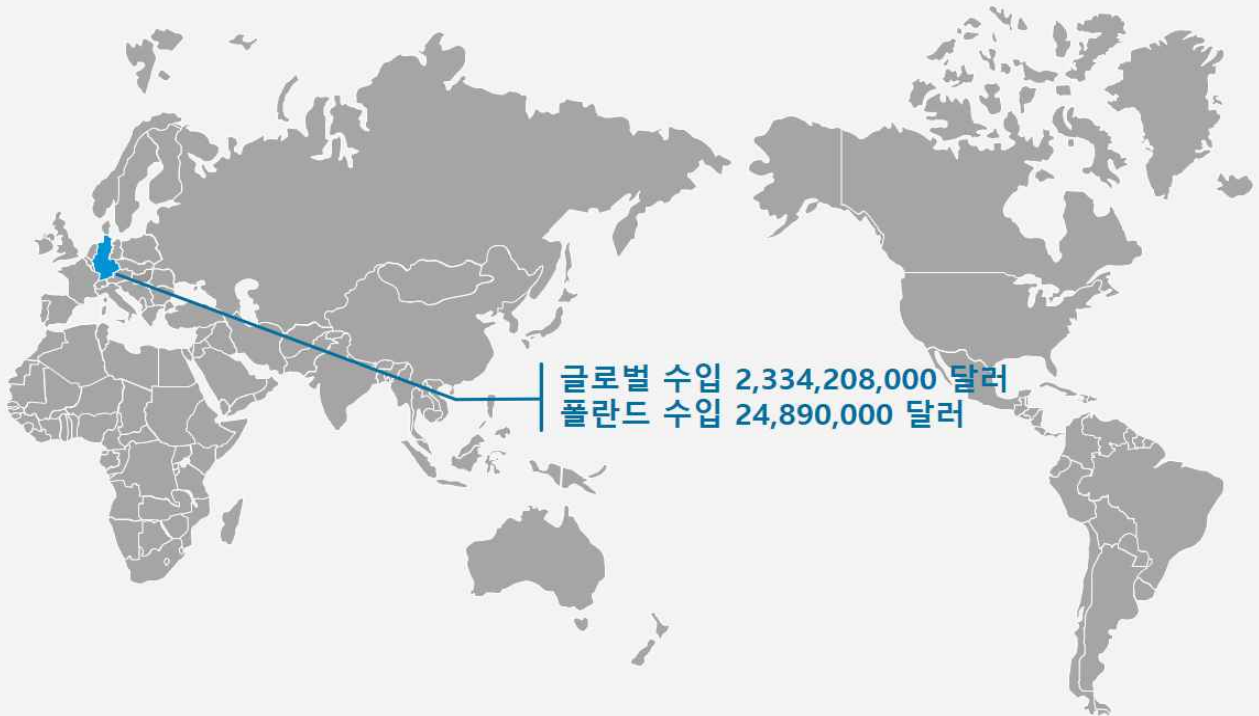 글로벌 수입 2,334,208,000 달러
폴란드 수입 24,890,000 달러